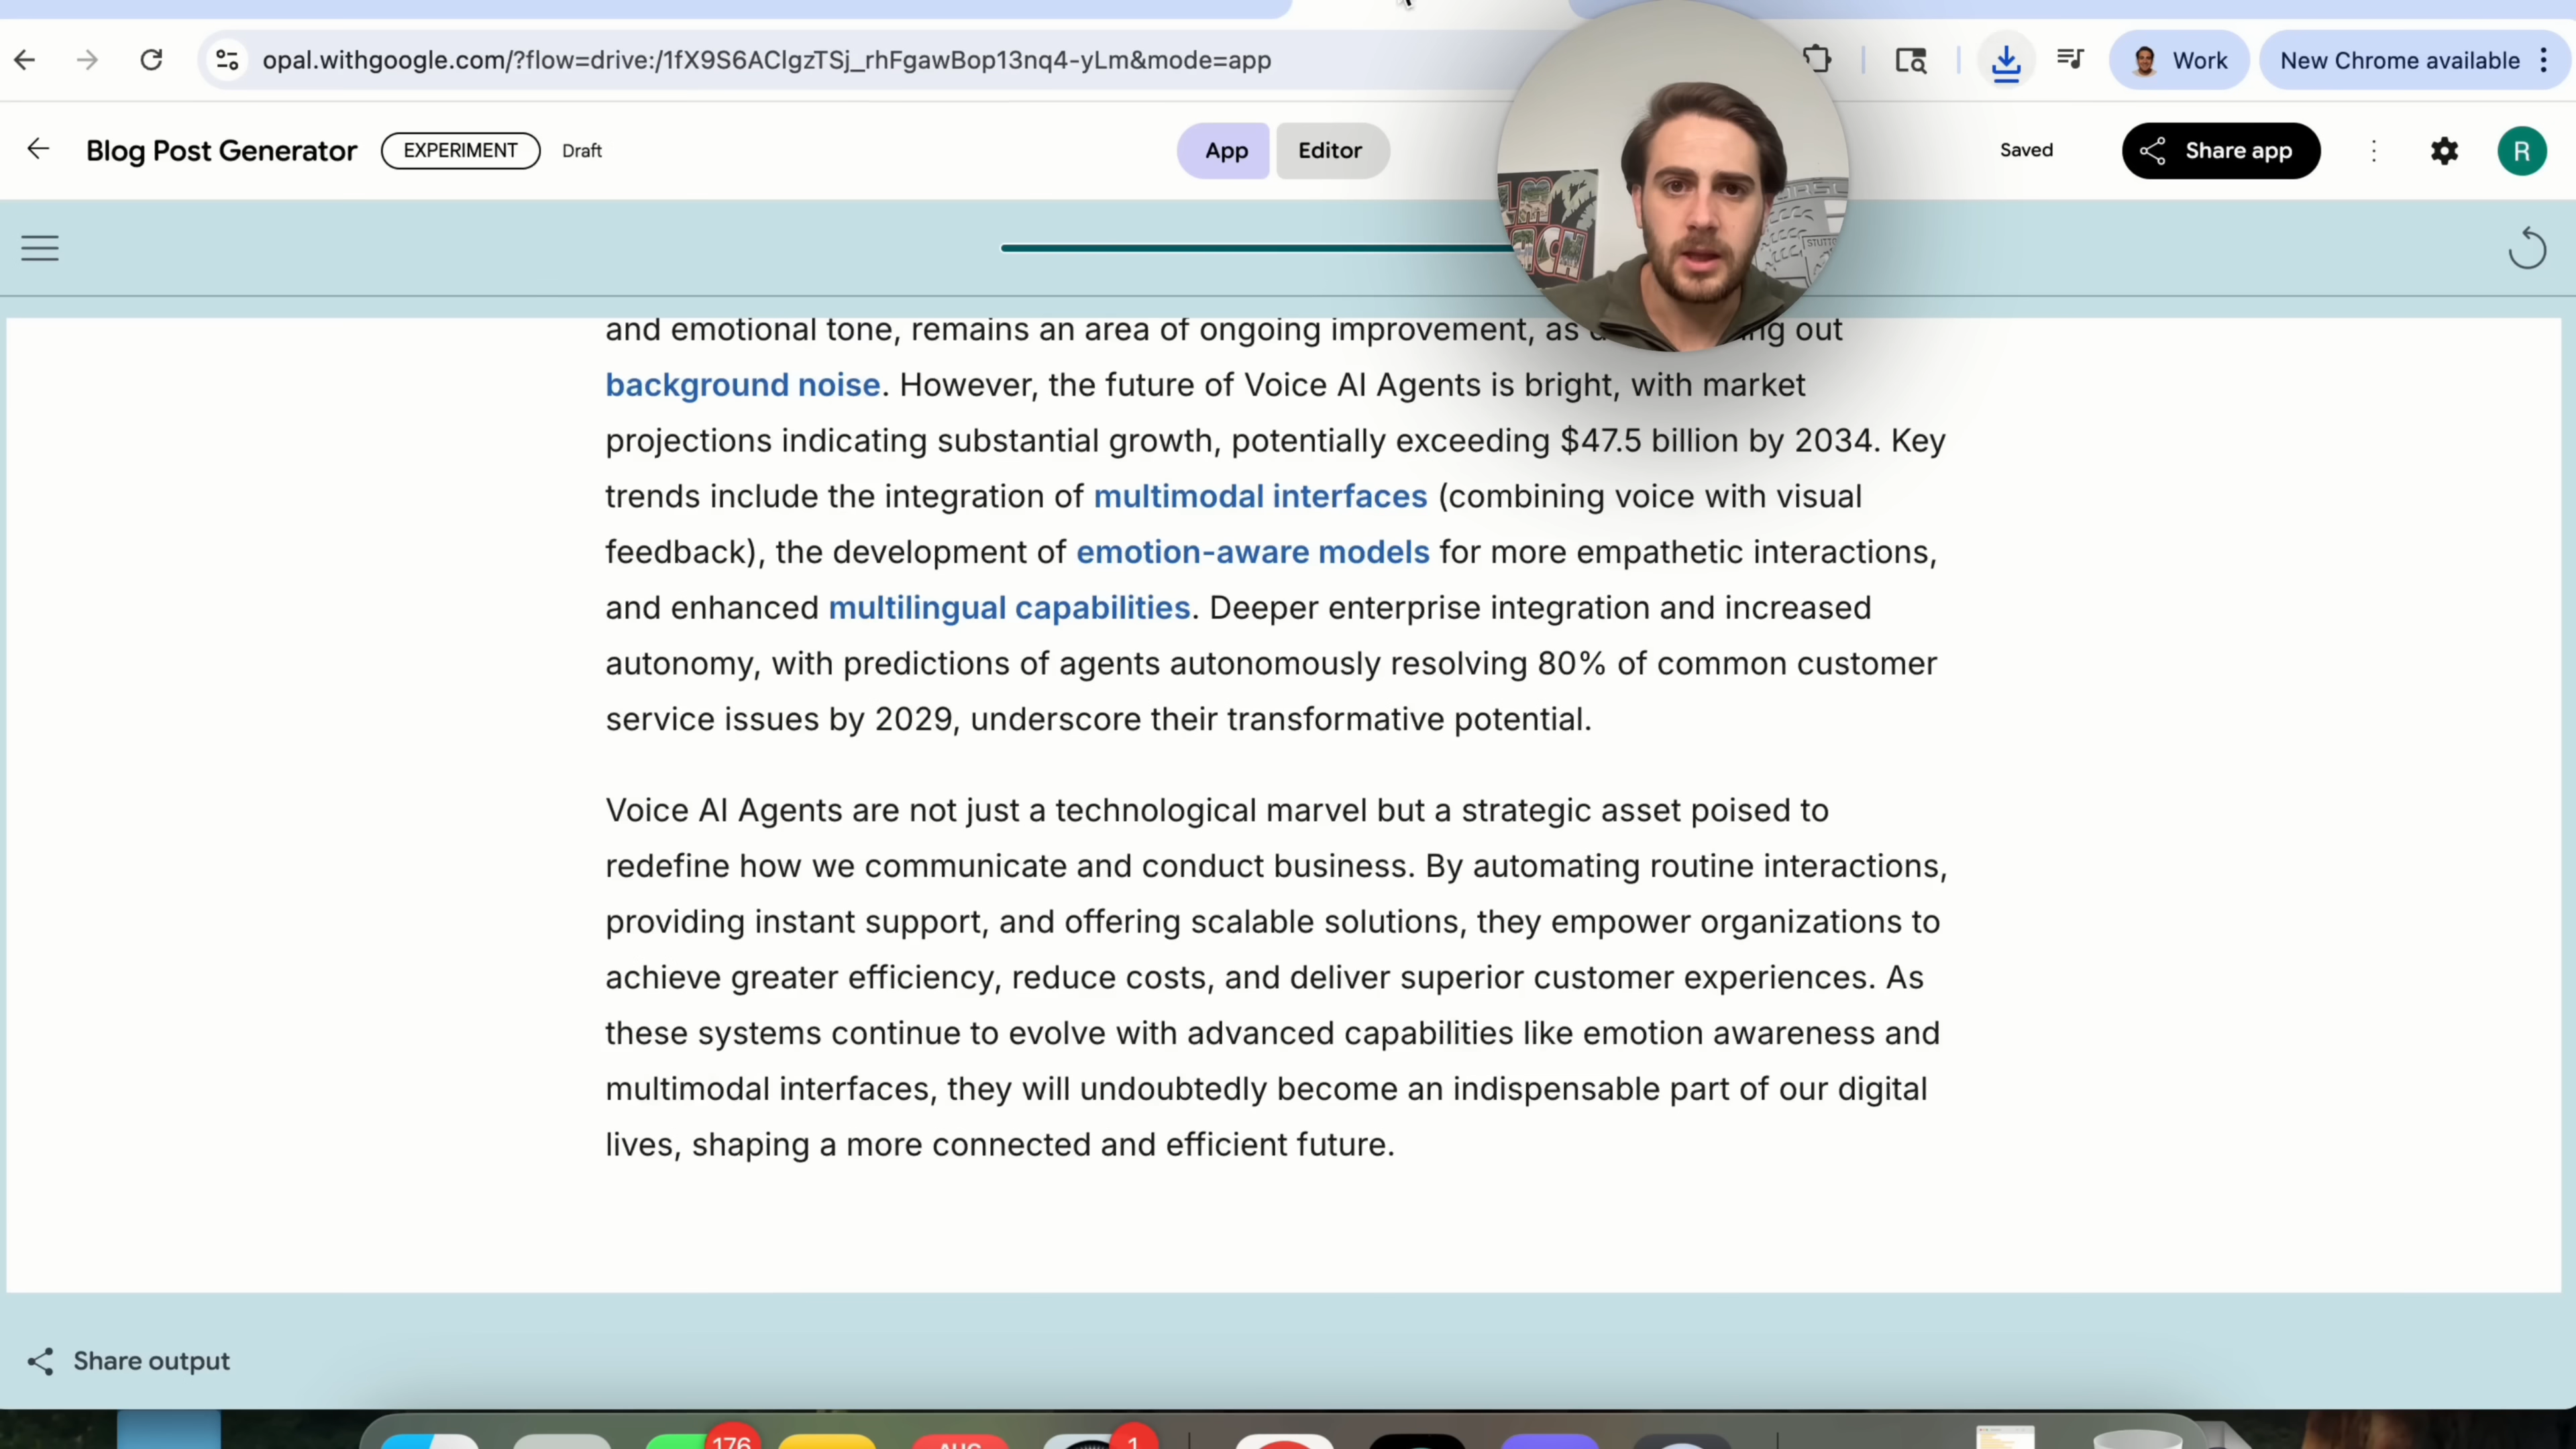 opal.withgoogle.com/?flow=drive:/1fX9S6AClgzTSj_rhFgawBop13nq4-yLm&mode=app
Work
New Chrome available
Blog Post Generator
EXPERIMENT
Draft
App
Editor
Saved
Share app
R
and emotional tone, remains an area of ongoing improvement, as out
background noise. However, the future of Voice AI Agents is bright, with market
projections indicating substantial growth, potentially exceeding $47.5 billion by 2034. Key
trends include the integration of multimodal interfaces (combining voice with visual
feedback), the development of emotion-aware models for more empathetic interactions,
and enhanced multilingual capabilities. Deeper enterprise integration and increased
autonomy, with predictions of agents autonomously resolving 80% of common customer
service issues by 2029, underscore their transformative potential.
Voice AI Agents are not just a technological marvel but a strategic asset poised to
redefine how we communicate and conduct business. By automating routine interactions,
providing instant support, and offering scalable solutions, they empower organizations to
achieve greater efficiency, reduce costs, and deliver superior customer experiences. As
these systems continue to evolve with advanced capabilities like emotion awareness and
multimodal interfaces, they will undoubtedly become an indispensable part of our digital
lives, shaping a more connected and efficient future.
Share output
176
AUG
1